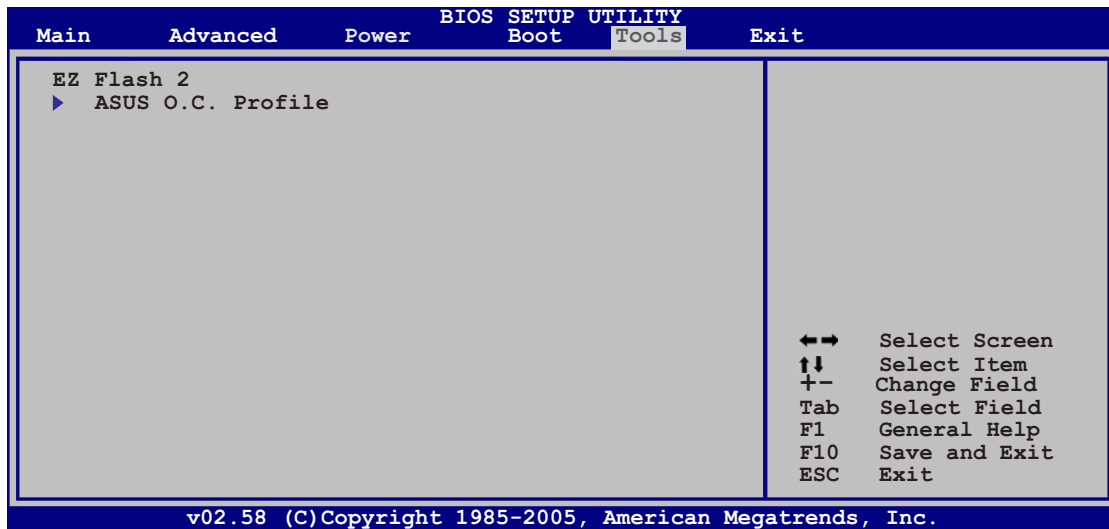 BIOS SETUP UTILITY
Main Advanced Power Boot Tools Exit
EZ Flash 2
ASUS O.C. Profile
Select Screen
Select Item
+- Change Field
Tab Select Field
F1 General Help
F10 Save and Exit
ESC Exit
v02.58 (C)Copyright 1985-2005, American Megatrends, Inc.